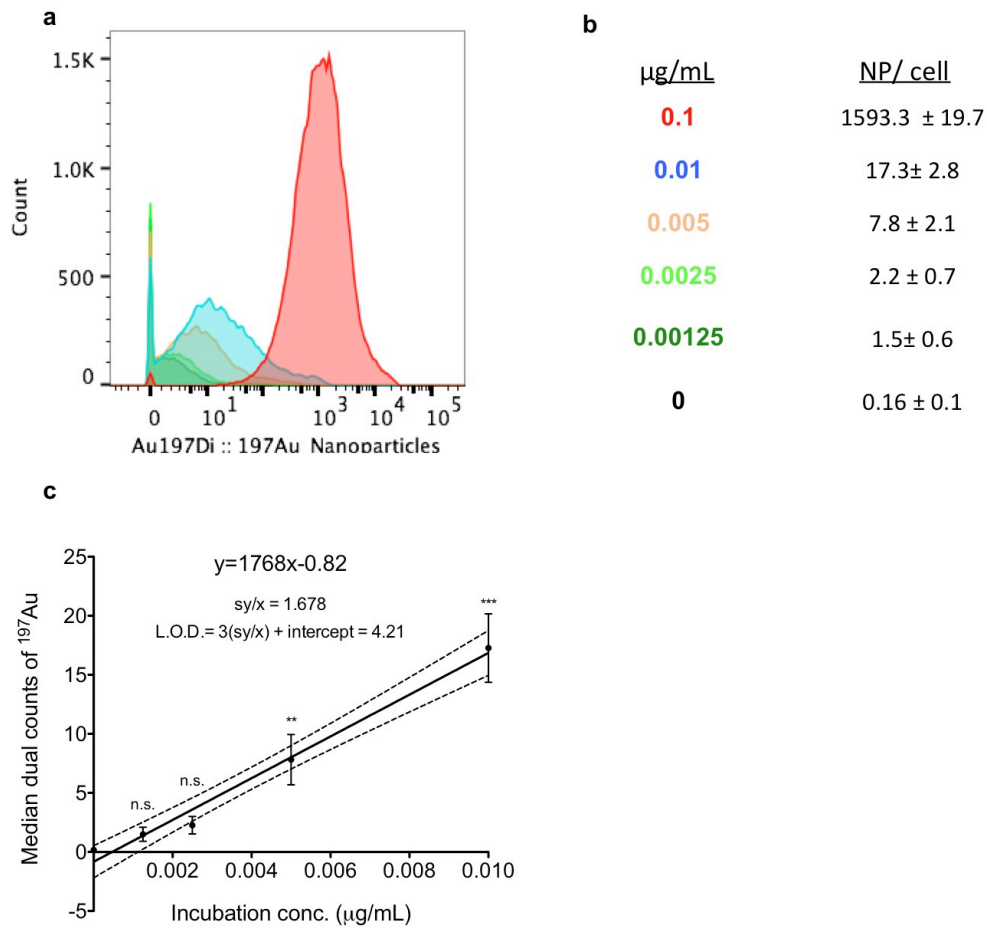 a
1.5K
1.0K
500
0
Count
0 10¹ 10³ 10⁴ 10⁵
Au197Di :: 197Au Nanoparticles
b
µg/mL NP/ cell
0.1 1593.3 ± 19.7
0.01 17.3± 2.8
0.005 7.8 ± 2.1
0.0025 2.2 ± 0.7
0.00125 1.5± 0.6
0 0.16 ± 0.1
c
y=1768x-0.82
sy/x = 1.678
L.O.D.= 3(sy/x) + intercept = 4.21
***
**
n.s.
n.s.
25
20
15
10
5
0
-5
Median dual counts of ¹⁹⁷Au
0.002 0.004 0.006 0.008 0.010
Incubation conc. (µg/mL)